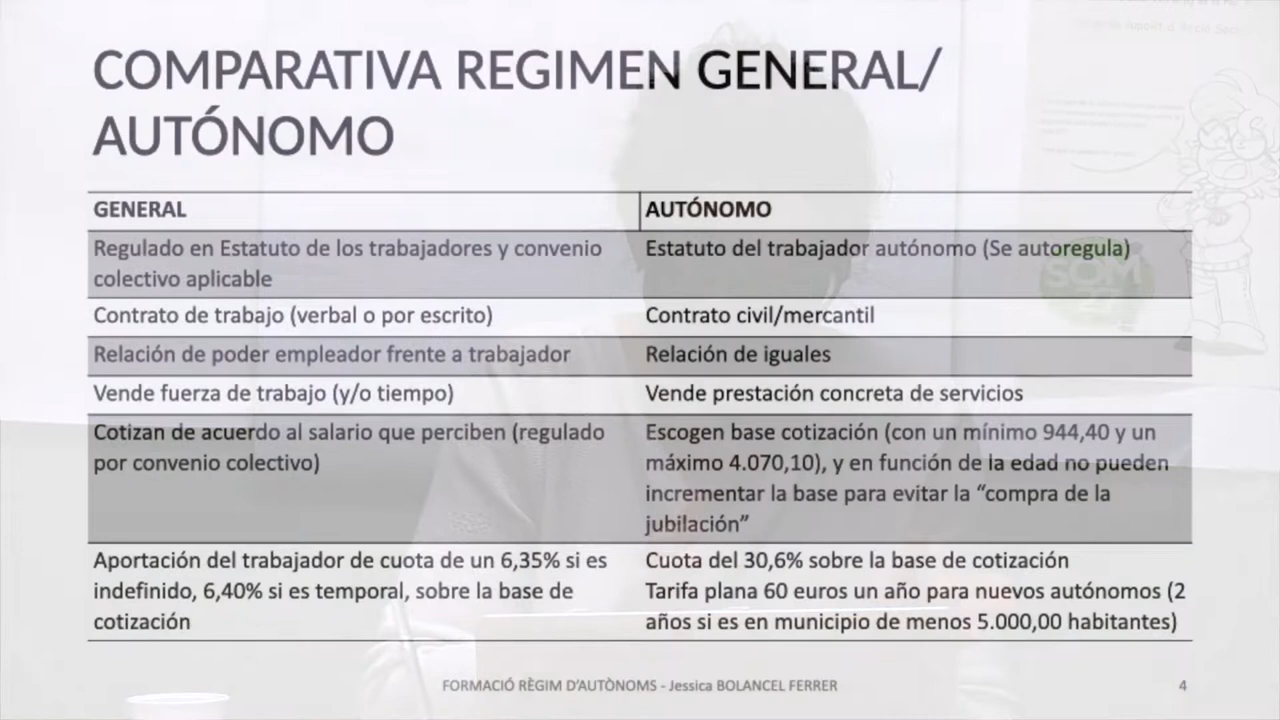 COMPARATIVA REGIMEN GENERAL/
AUTÓNOMO
GENERAL
AUTÓNOMO
Regulado en Estatuto de los trabajadores y convenio
colectivo aplicable
Estatuto del trabajador autónomo (Se autoregula)
Contrato de trabajo (verbal o por escrito)
Contrato civil/mercantil
Relación de poder empleador frente a trabajador
Relación de iguales
Vende fuerza de trabajo (y/o tiempo)
Vende prestación concreta de servicios
Cotizan de acuerdo al salario que perciben (regulado
por convenio colectivo)
Escogen base cotización (con un mínimo 944,40 y un
máximo 4.070,10), y en función de la edad no pueden
incrementar la base para evitar la “compra de la
jubilación”
Aportación del trabajador de cuota de un 6,35% si es
indefinido, 6,40% si es temporal, sobre la base de
cotización
Cuota del 30,6% sobre la base de cotización
Tarifa plana 60 euros un año para nuevos autónomos (2
años si es en municipio de menos 5.000,00 habitantes)
SOM
FORMACIÓ RÈGIM D’AUTÒNOMS - Jessica BOLANCEL FERRER
4